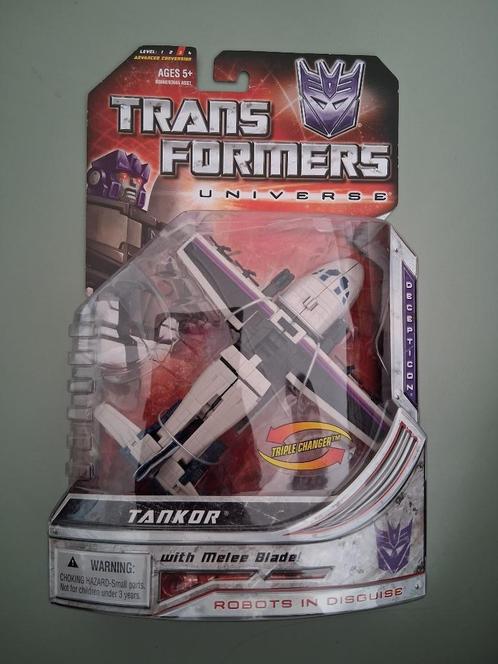 LEVEL: 1 2 3 4
ADVANCED CONVERSION
AGES 5+
TRANS
FORMERS
UNIVERSE
DECEPTICON
TRIPLE CHANGER™
TANKOR®
with Melee Blade!
WARNING:
CHOKING HAZARD-Small parts.
Not for children under 3 years.
ROBOTS IN DISGUISE